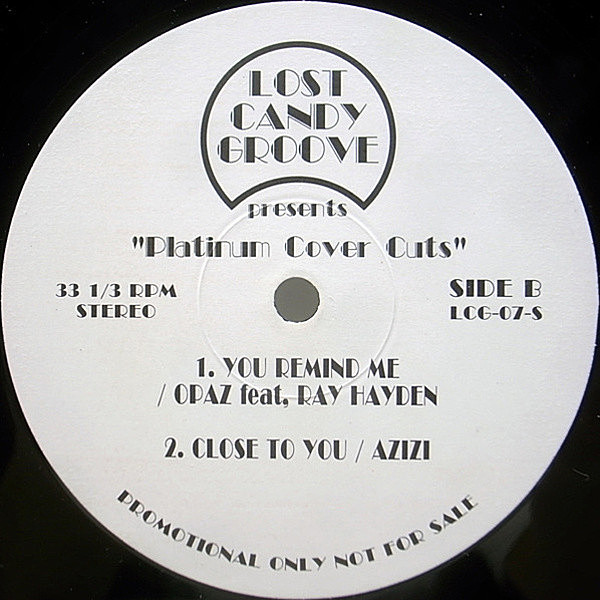 LOST
CANDY
GROOVE
presents
"Platinum Cover Cuts"
33 1/3 RPM
STEREO
SIDE B
LCG-07-S
1. YOU REMIND ME
/ OPAZ feat, RAY HAYDEN
2. CLOSE TO YOU / AZIZI
PROMOTIONAL ONLY NOT FOR SALE